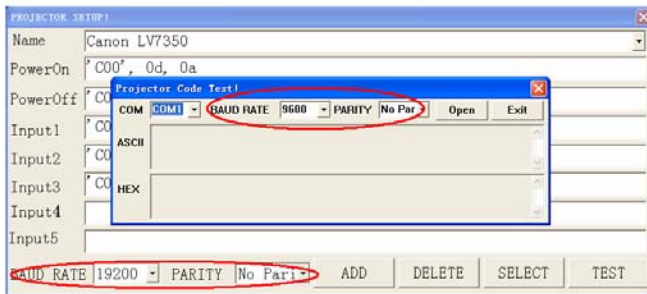 PROJECTOR SETUP!
Name Canon LV7350
PowerOn 'C00', 0d, 0a
PowerOff 'C0
Projector Code Test!
COM COM1 BAUD RATE 9600 PARITY No Par Open Exit
Input1 'C0
ASCII
Input2 'C0
Input3 'C0
HEX
Input4
Input5
BAUD RATE 19200 PARITY No Pari ADD DELETE SELECT TEST